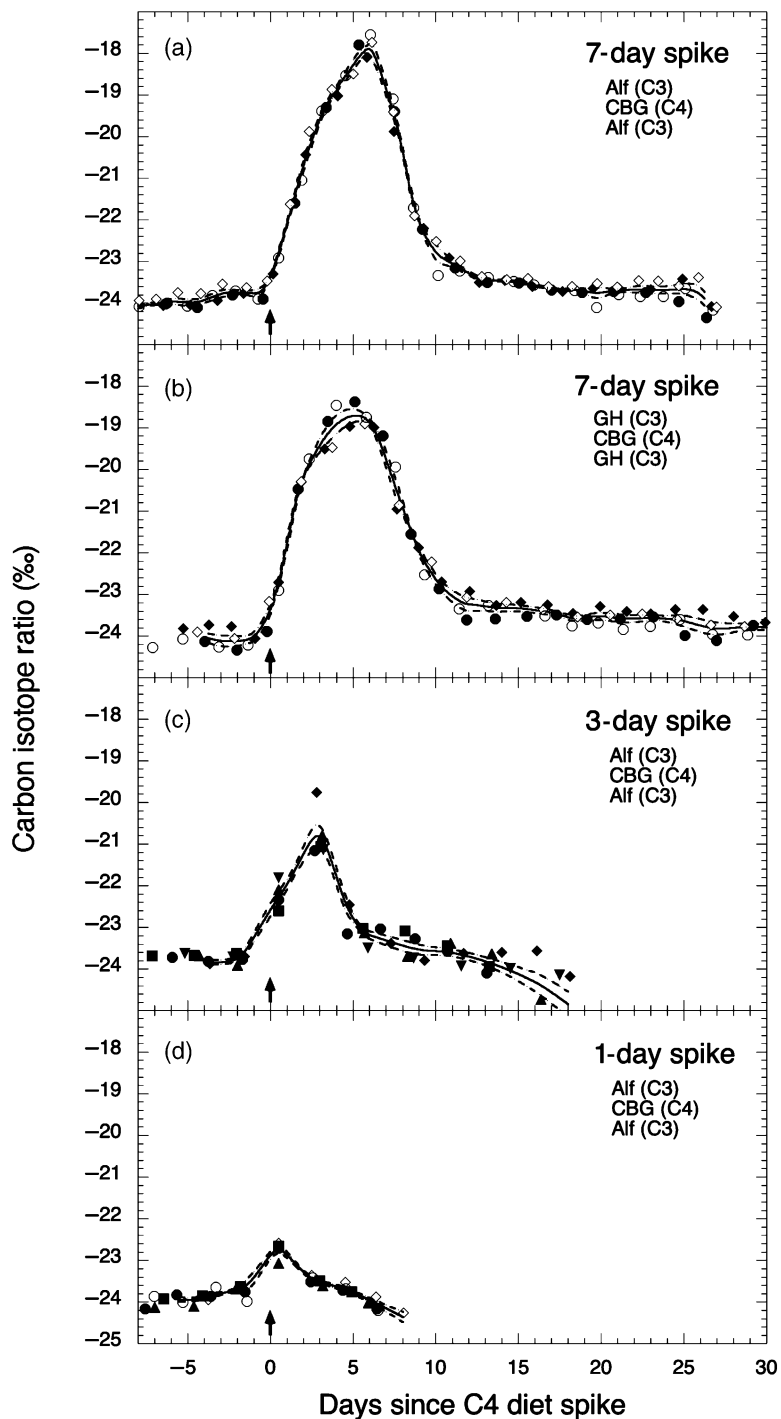 Carbon isotope ratio (‰)
(a)
7-day spike
Alf (C3)
CBG (C4)
Alf (C3)
−18
−19
−20
−21
−22
−23
−24
(b)
7-day spike
GH (C3)
CBG (C4)
GH (C3)
−18
−19
−20
−21
−22
−23
−24
(c)
3-day spike
Alf (C3)
CBG (C4)
Alf (C3)
−18
−19
−20
−21
−22
−23
−24
(d)
1-day spike
Alf (C3)
CBG (C4)
Alf (C3)
−18
−19
−20
−21
−22
−23
−24
−25
−5 0 5 10 15 20 25 30
Days since C4 diet spike